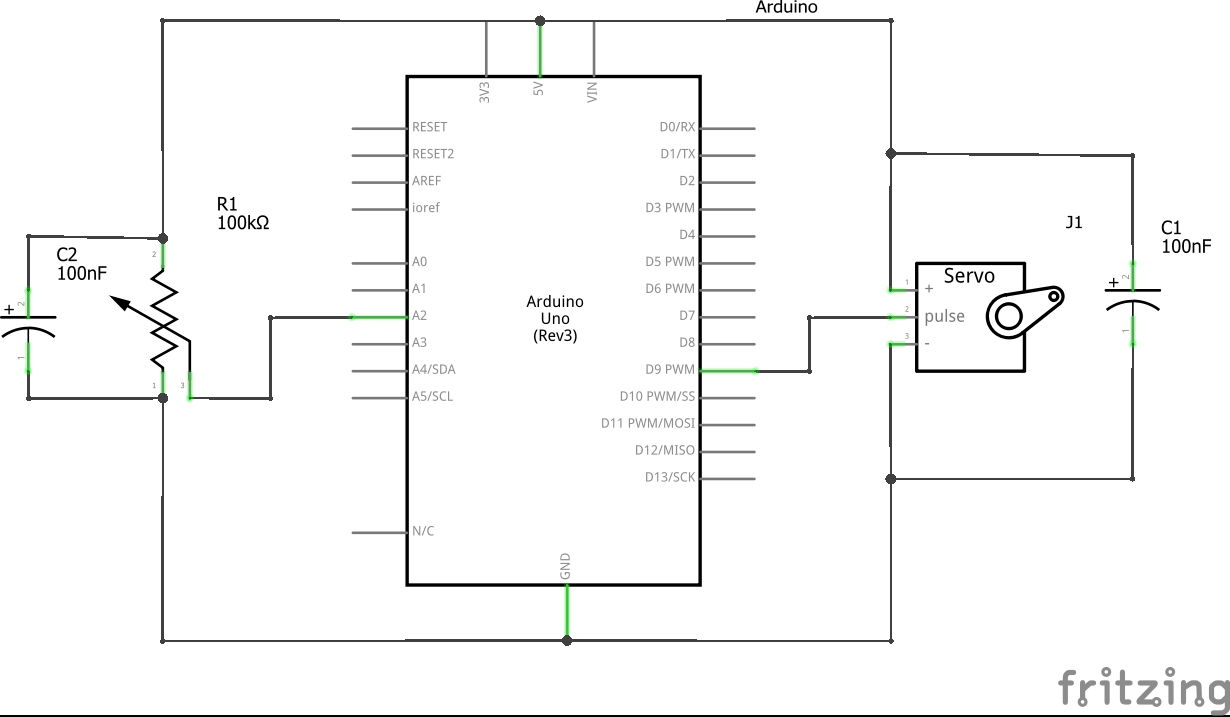 Arduino
3V3
5V
VIN
RESET
RESET2
AREF
ioref
A0
A1
A2
A3
A4/SDA
A5/SCL
N/C
D0/RX
D1/TX
D2
D3 PWM
D4
D5 PWM
D6 PWM
D7
D8
D9 PWM
D10 PWM/SS
D11 PWM/MOSI
D12/MISO
D13/SCK
GND
Arduino
Uno
(Rev3)
R1
100kΩ
2
1
3
C2
100nF
+
2
1
J1
Servo
1
+
2
pulse
3
-
C1
100nF
+
2
1
fritzing